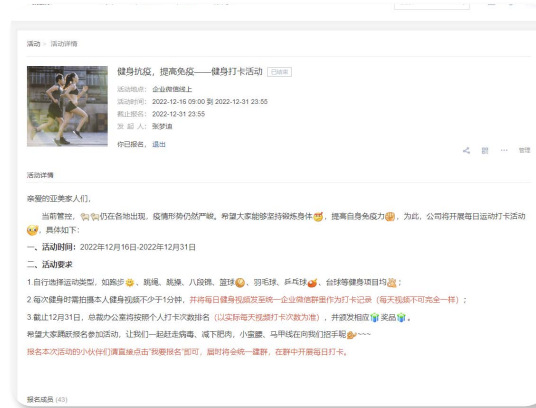 活动 > 活动详情
健身抗疫，提高免疫——健身打卡活动 已结束
活动地点：企业微信线上
活动时间：2022-12-16 09:00 到 2022-12-31 23:55
截止报名：2022-12-31 23:55
发 起 人：张梦迪
你已报名， 退出
管理
活动详情
亲爱的亚美家人们，
当前管控，仍在各地出现，疫情形势仍然严峻。希望大家能够坚持锻炼身体，提高自身免疫力，为此，公司将开展每日运动打卡活动
，具体如下：
一、活动时间：2022年12月16日-2022年12月31日
二、活动要求
1.自行选择运动类型，如跑步、跳绳、跳操、八段锦、篮球、羽毛球、乒乓球、台球等健身项目均；
2.每次健身时需拍摄本人健身视频不少于1分钟，并将每日健身视频发至统一企业微信群里作为打卡记录（每天视频不可完全一样）；
3.截止12月31日，总裁办公室将按照个人打卡次数排名（以实际每天视频打卡次数为准），并颁发相应奖品。
希望大家踊跃报名参加活动，让我们一起赶走病毒、减下肥肉，小蛮腰、马甲线在向我们招手呢~~~
报名本次活动的小伙伴们请直接点击“我要报名”即可，届时将会统一建群，在群中开展每日打卡。
报名成员 (43)